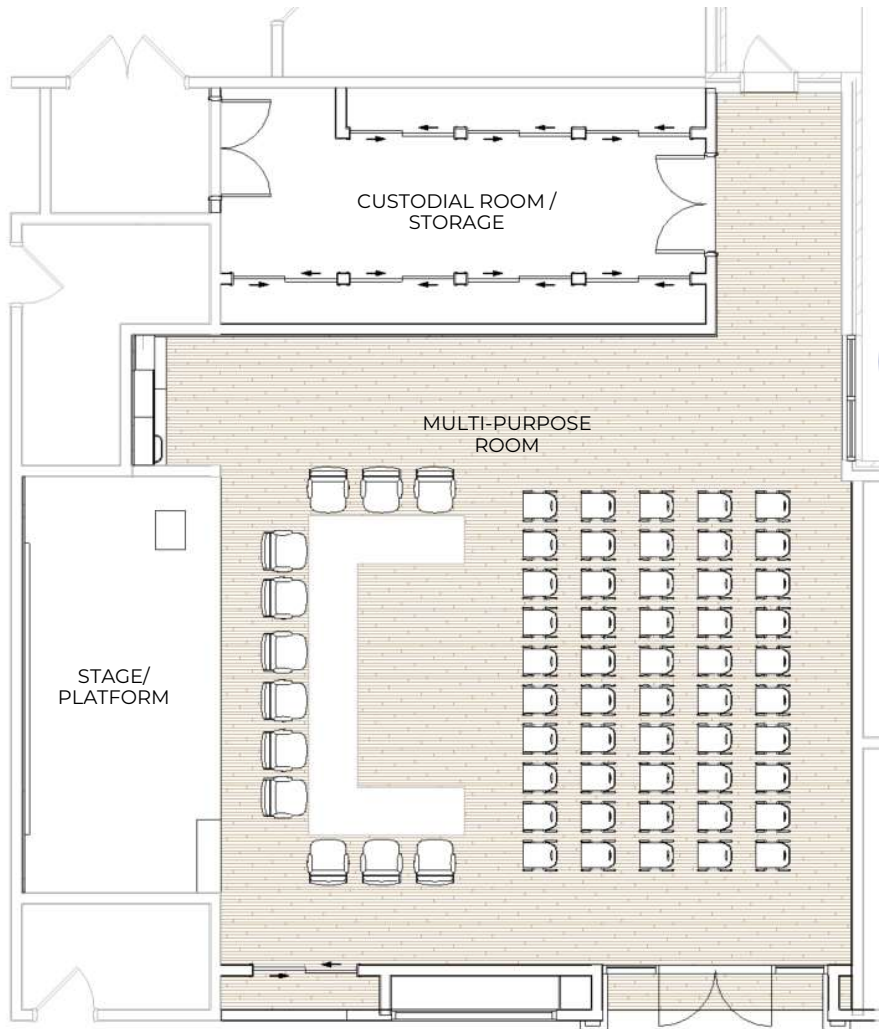 CUSTODIAL ROOM /
STORAGE
MULTI-PURPOSE
ROOM
STAGE/
PLATFORM